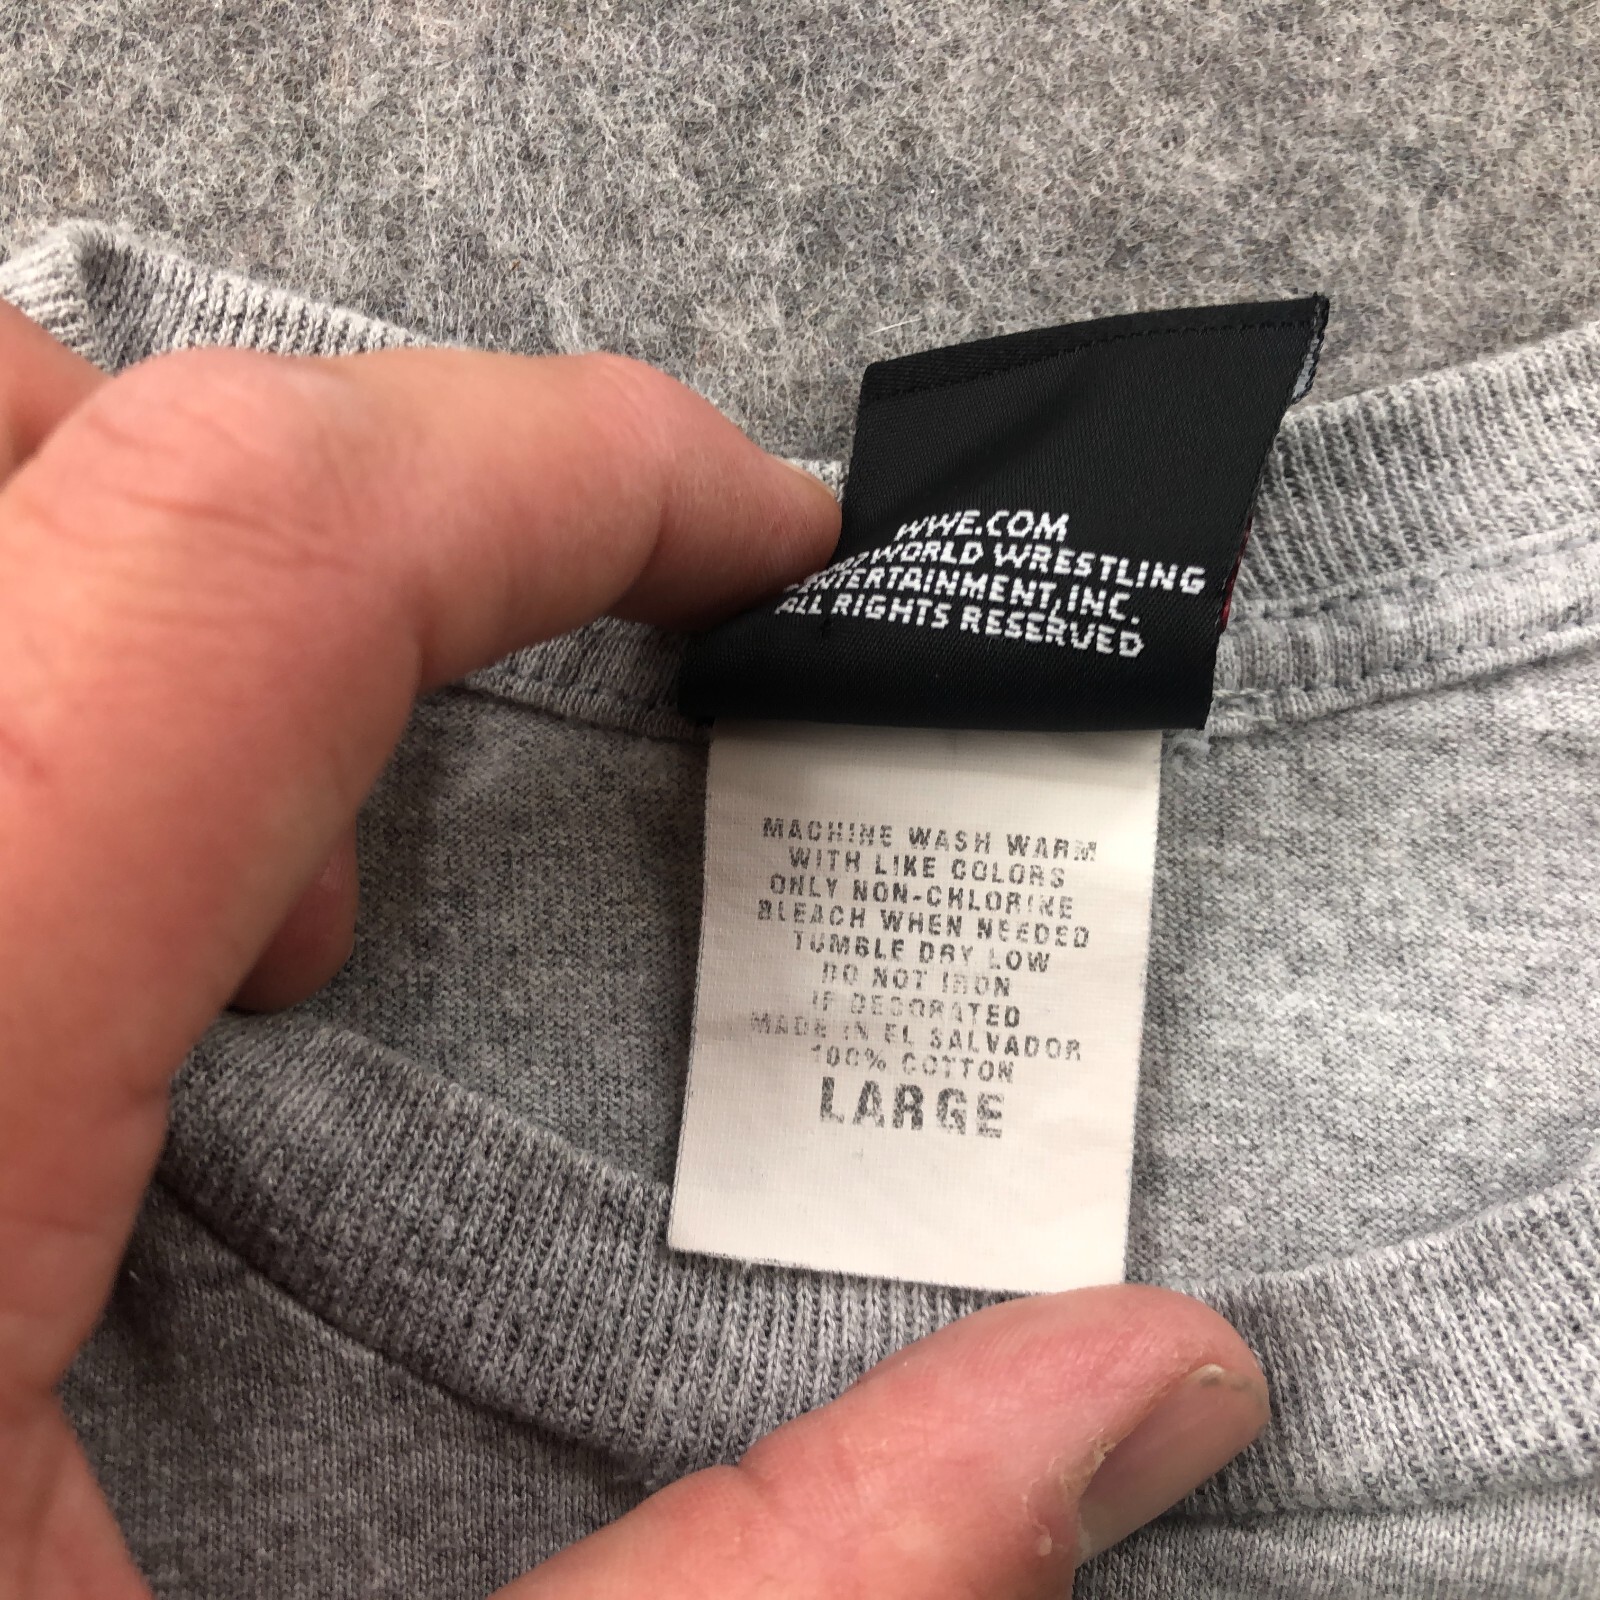 WWE.COM
WORLD WRESTLING
ENTERTAINMENT, INC.
ALL RIGHTS RESERVED
MACHINE WASH WARM
WITH LIKE COLORS
ONLY NON-CHLORINE
BLEACH WHEN NEEDED
TUMBLE DRY LOW
DO NOT IRON
IF DECORATED
MADE IN EL SALVADOR
100% COTTON
LARGE